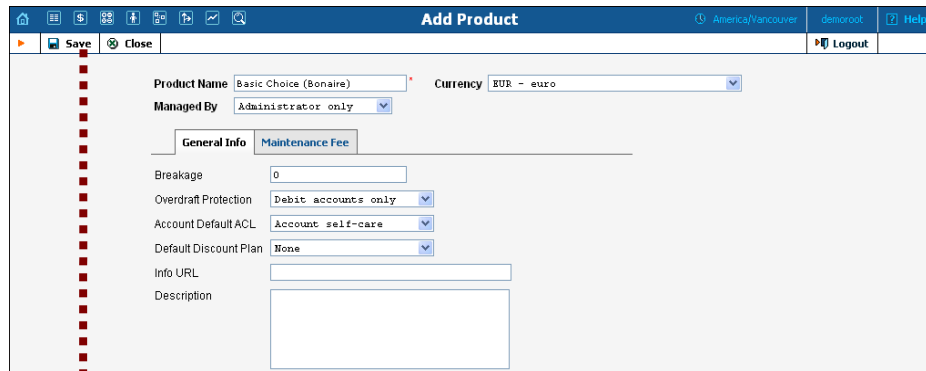 Add Product
America/Vancouver
demoroot
Help
Save
Close
Logout
Product Name Basic Choice (Bonaire) * Currency EUR - euro
Managed By Administrator only
General Info Maintenance Fee
Breakage 0
Overdraft Protection Debit accounts only
Account Default ACL Account self-care
Default Discount Plan None
Info URL
Description